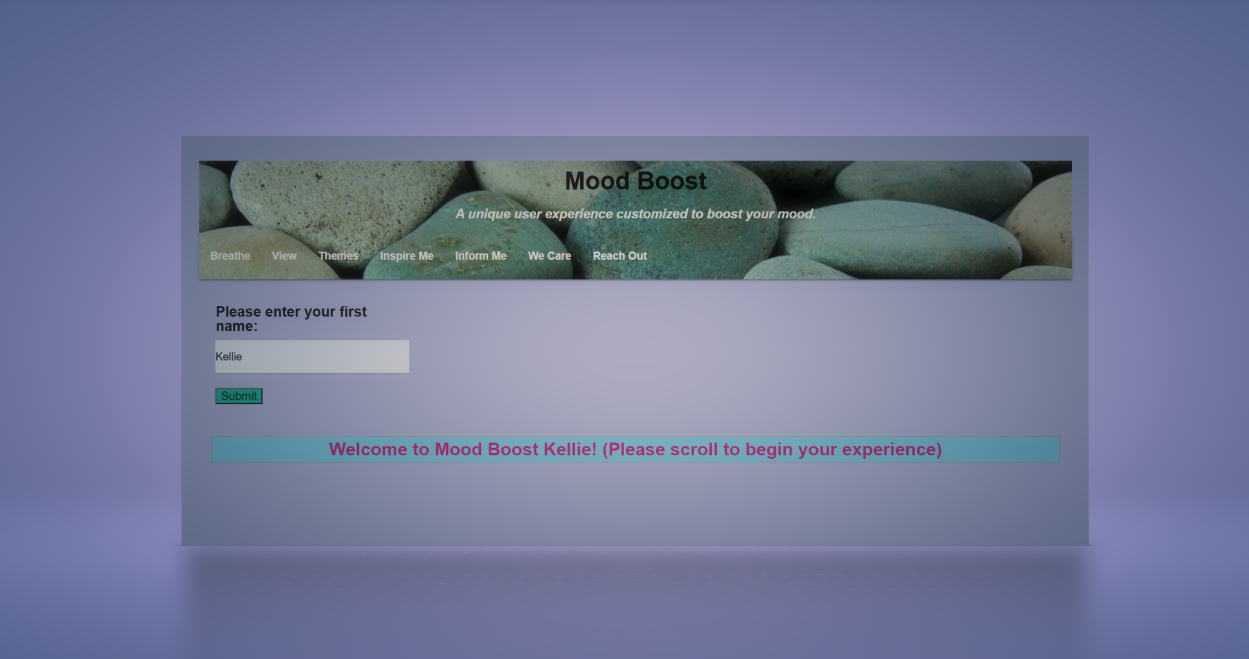 Mood Boost
A unique user experience customized to boost your mood.
Breathe View Themes Inspire Me Inform Me We Care Reach Out
Please enter your first
name:
Kellie
Submit
Welcome to Mood Boost Kellie! (Please scroll to begin your experience)